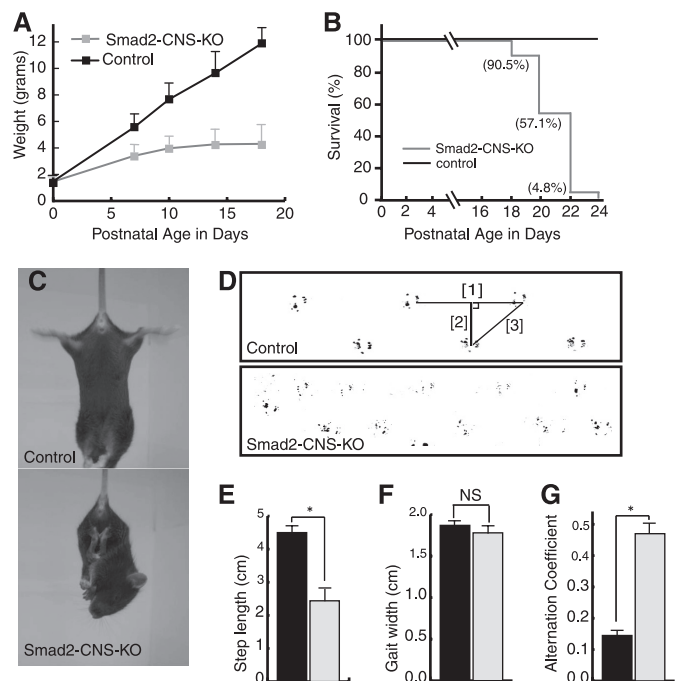 A
Smad2-CNS-KO
Control
Weight (grams)
12
10
8
6
4
2
0
0 5 10 15 20
Postnatal Age in Days
B
Survival (%)
100
80
60
40
20
0
(90.5%)
(57.1%)
(4.8%)
Smad2-CNS-KO
control
0 2 4 16 18 20 22 24
Postnatal Age in Days
C
Control
Smad2-CNS-KO
D
[1]
[2]
[3]
Control
Smad2-CNS-KO
E
*
Step length (cm)
5
4
3
2
1
0
F
NS
Gait width (cm)
2.0
1.5
1.0
0.5
0.0
G
*
Alternation Coefficient
0.5
0.4
0.3
0.2
0.1
0.0